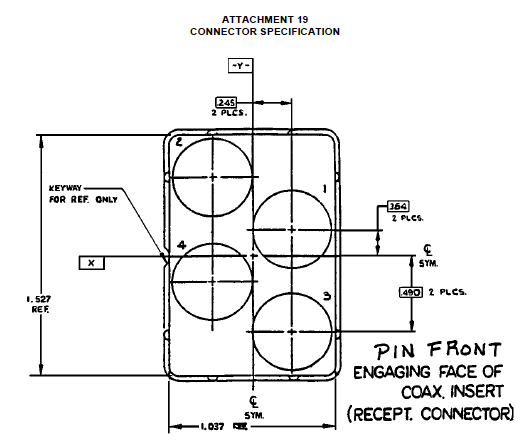 ATTACHMENT 19
CONNECTOR SPECIFICATION
-Y-
.245
2 PLCS.
2
1
KEYWAY
FOR REF. ONLY
.364
2 PLCS.
4
℄
SYM.
X
.490 2 PLCS.
1.527
REF.
3
PIN FRONT
ENGAGING FACE OF
COAX. INSERT
(RECEPT. CONNECTOR)
℄
SYM.
1.037 REF.